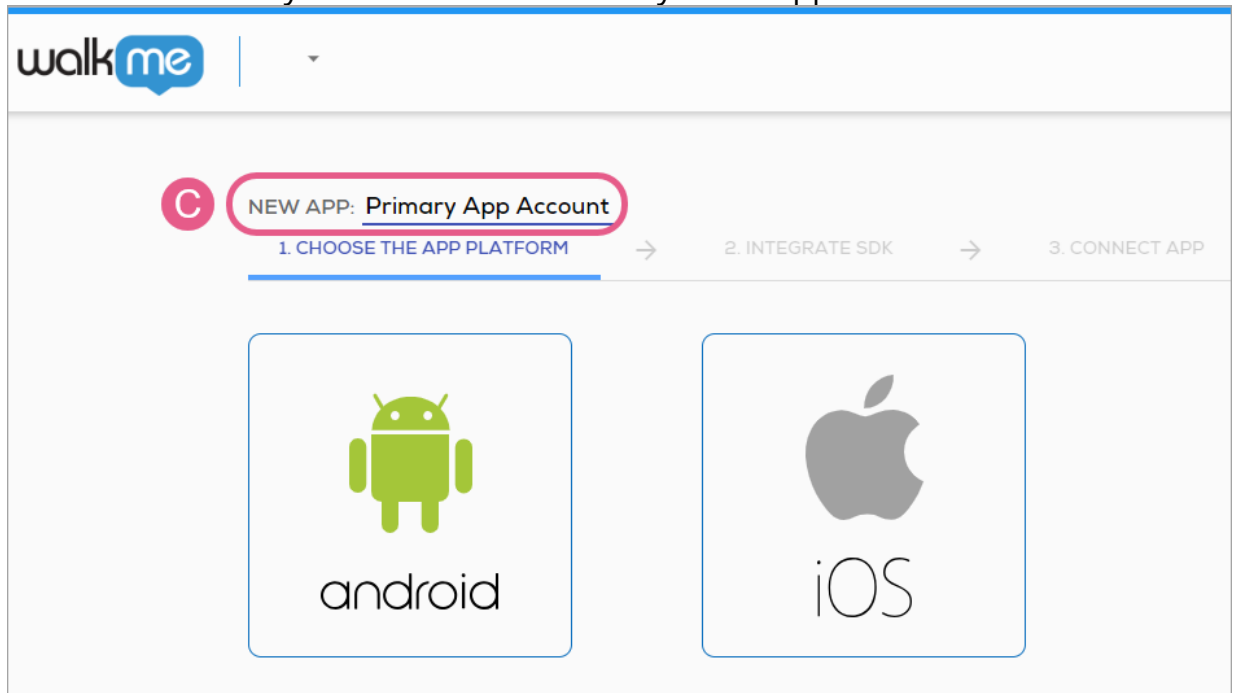 walkme
C
NEW APP: Primary App Account
1. CHOOSE THE APP PLATFORM → 2. INTEGRATE SDK → 3. CONNECT APP
android
iOS